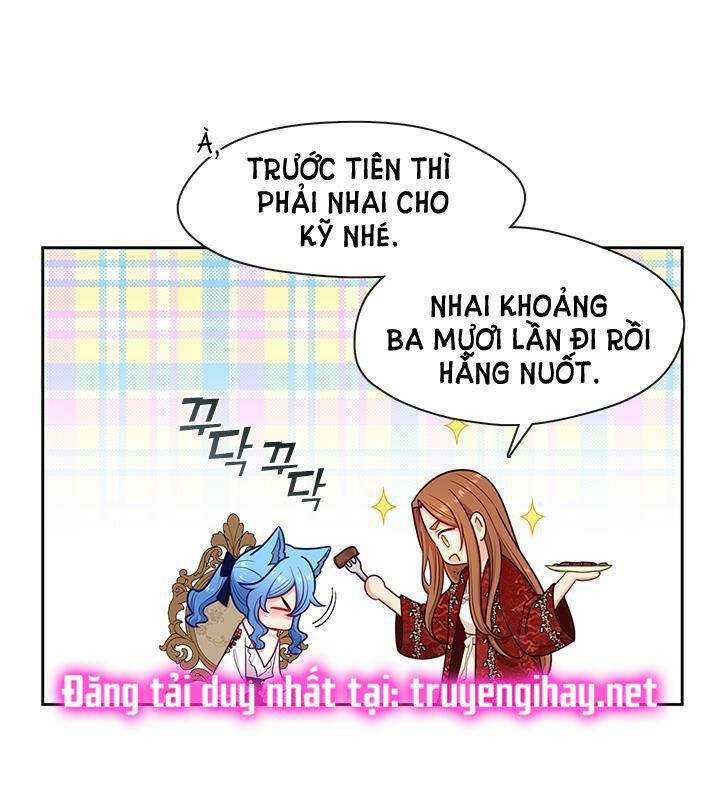 À,
TRƯỚC TIÊN THÌ
PHẢI NHAI CHO
KỸ NHÉ.
NHAI KHOẢNG
BA MƯƠI LẦN ĐI RỒI
HẴNG NUỐT.
꾸닥
꾸닥
Đăng tải duy nhất tại: truyengihay.net